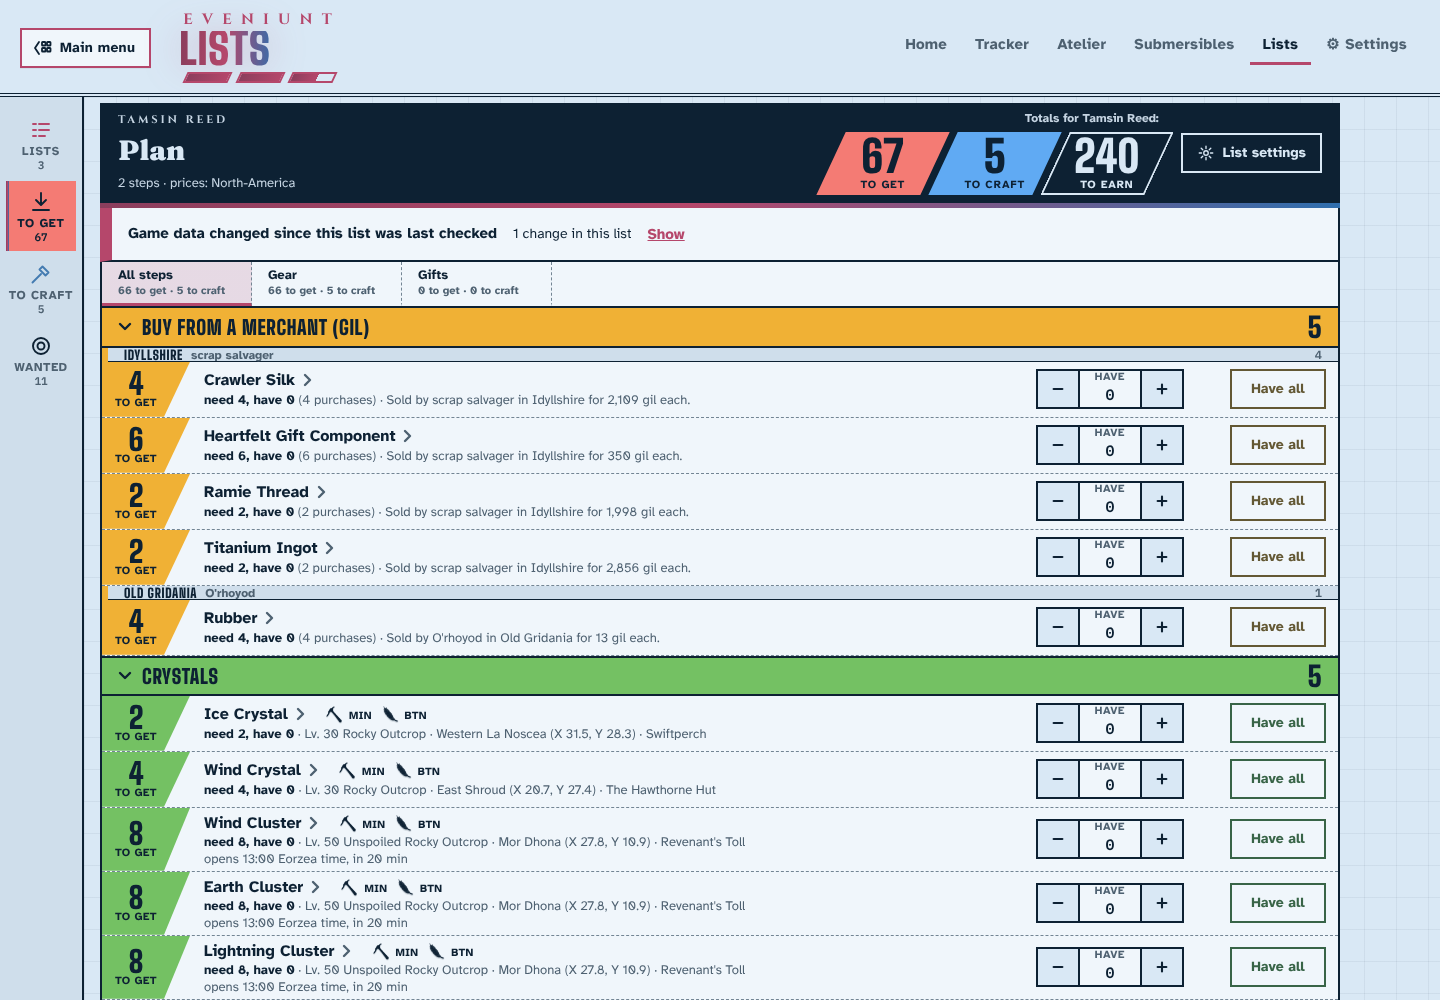 Main menu
EVENIUNT
LISTS
Home
Tracker
Atelier
Submersibles
Lists
Settings
LISTS
3
TO GET
67
TO CRAFT
5
WANTED
11
TAMSIN REED
Plan
2 steps · prices: North-America
Totals for Tamsin Reed:
67
TO GET
5
TO CRAFT
240
TO EARN
List settings
Game data changed since this list was last checked 1 change in this list Show
All steps
66 to get · 5 to craft
Gear
66 to get · 5 to craft
Gifts
0 to get · 0 to craft
BUY FROM A MERCHANT (GIL) 5
IDYLLSHIRE scrap salvager 4
4
TO GET
Crawler Silk
need 4, have 0 (4 purchases) · Sold by scrap salvager in Idyllshire for 2,109 gil each.
− HAVE 0 +
Have all
6
TO GET
Heartfelt Gift Component
need 6, have 0 (6 purchases) · Sold by scrap salvager in Idyllshire for 350 gil each.
− HAVE 0 +
Have all
2
TO GET
Ramie Thread
need 2, have 0 (2 purchases) · Sold by scrap salvager in Idyllshire for 1,998 gil each.
− HAVE 0 +
Have all
2
TO GET
Titanium Ingot
need 2, have 0 (2 purchases) · Sold by scrap salvager in Idyllshire for 2,856 gil each.
− HAVE 0 +
Have all
OLD GRIDANIA O'rhoyod 1
4
TO GET
Rubber
need 4, have 0 (4 purchases) · Sold by O'rhoyod in Old Gridania for 13 gil each.
− HAVE 0 +
Have all
CRYSTALS 5
2
TO GET
Ice Crystal MIN BTN
need 2, have 0 · Lv. 30 Rocky Outcrop · Western La Noscea (X 31.5, Y 28.3) · Swiftperch
− HAVE 0 +
Have all
4
TO GET
Wind Crystal MIN BTN
need 4, have 0 · Lv. 30 Rocky Outcrop · East Shroud (X 20.7, Y 27.4) · The Hawthorne Hut
− HAVE 0 +
Have all
8
TO GET
Wind Cluster MIN BTN
need 8, have 0 · Lv. 50 Unspoiled Rocky Outcrop · Mor Dhona (X 27.8, Y 10.9) · Revenant's Toll
opens 13:00 Eorzea time, in 20 min
− HAVE 0 +
Have all
8
TO GET
Earth Cluster MIN BTN
need 8, have 0 · Lv. 50 Unspoiled Rocky Outcrop · Mor Dhona (X 27.8, Y 10.9) · Revenant's Toll
opens 13:00 Eorzea time, in 20 min
− HAVE 0 +
Have all
8
TO GET
Lightning Cluster MIN BTN
need 8, have 0 · Lv. 50 Unspoiled Rocky Outcrop · Mor Dhona (X 27.8, Y 10.9) · Revenant's Toll
opens 13:00 Eorzea time, in 20 min
− HAVE 0 +
Have all